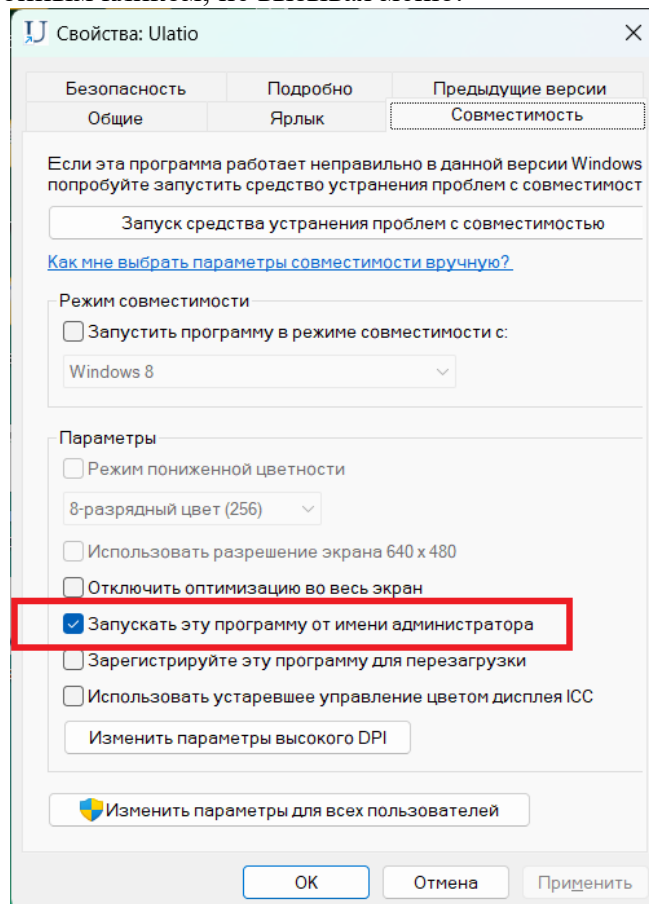 Свойства: Ulatio
Безопасность Подробно Предыдущие версии
Общие Ярлык Совместимость
Если эта программа работает неправильно в данной версии Windows
попробуйте запустить средство устранения проблем с совместимост
Запуск средства устранения проблем с совместимостью
Как мне выбрать параметры совместимости вручную?
Режим совместимости
Запустить программу в режиме совместимости с:
Windows 8
Параметры
Режим пониженной цветности
8-разрядный цвет (256)
Использовать разрешение экрана 640 x 480
Отключить оптимизацию во весь экран
Запускать эту программу от имени администратора
Зарегистрируйте эту программу для перезагрузки
Использовать устаревшее управление цветом дисплея ICC
Изменить параметры высокого DPI
Изменить параметры для всех пользователей
ОК Отмена Применить